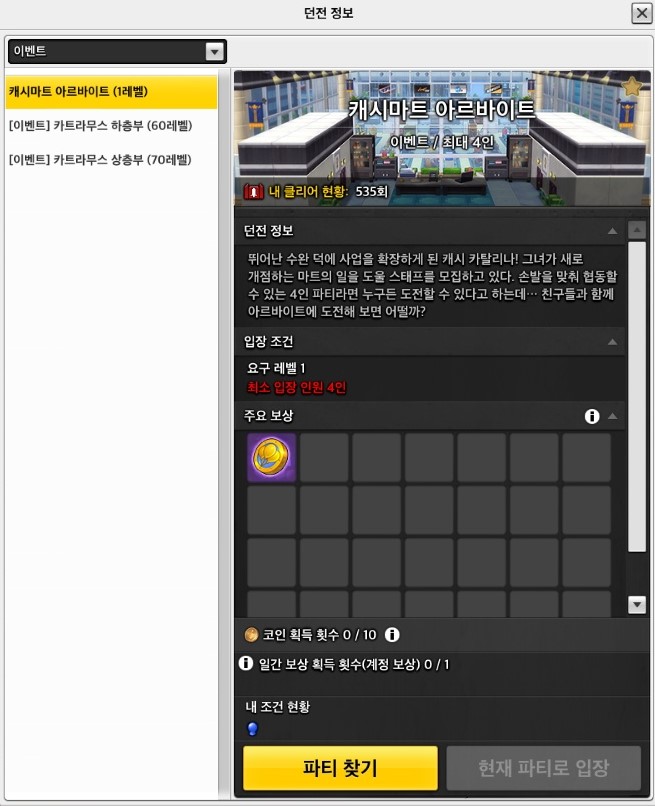 던전 정보
이벤트
캐시마트 아르바이트 (1레벨)
[이벤트] 카트라무스 하층부 (60레벨)
[이벤트] 카트라무스 상층부 (70레벨)
캐시마트 아르바이트
이벤트 / 최대 4인
내 클리어 현황: 535회
던전 정보
뛰어난 수완 덕에 사업을 확장하게 된 캐시 카탈리나! 그녀가 새로
개점하는 마트의 일을 도울 스태프를 모집하고 있다. 손발을 맞춰 협동할
수 있는 4인 파티라면 누구든 도전할 수 있다고 하는데… 친구들과 함께
아르바이트에 도전해 보면 어떨까?
입장 조건
요구 레벨 1
최소 입장 인원 4인
주요 보상
코인 획득 횟수 0 / 10
일간 보상 획득 횟수(계정 보상) 0 / 1
내 조건 현황
파티 찾기
현재 파티로 입장